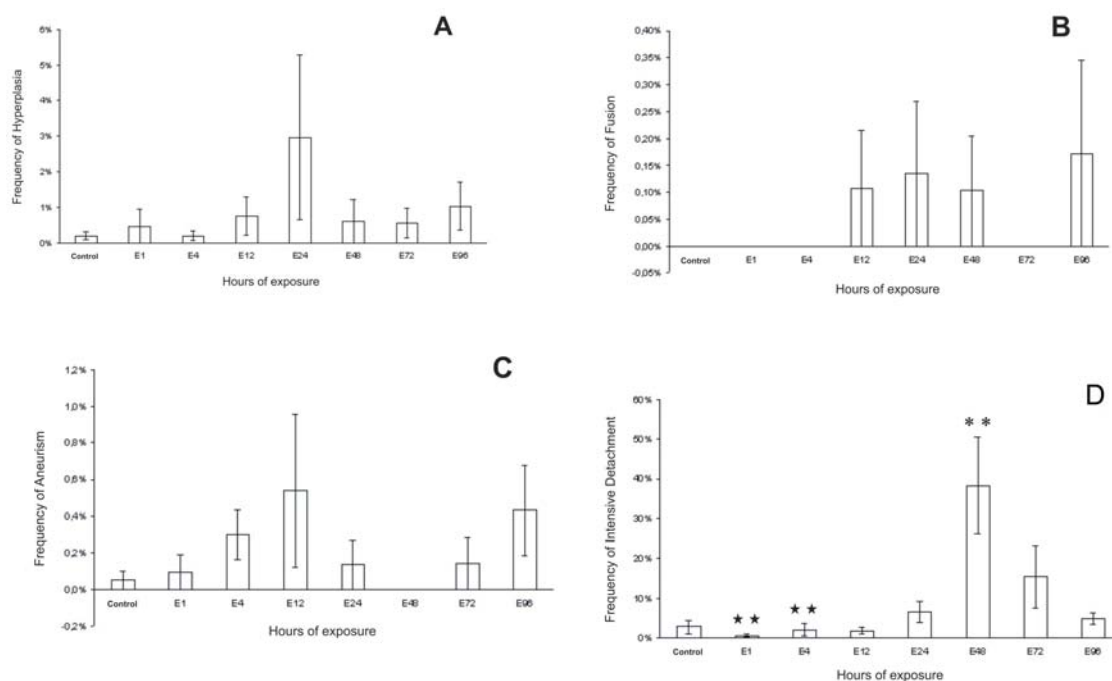 A
Frequency of Hyperplasia
6%
5%
4%
3%
2%
1%
0%
Control E1 E4 E12 E24 E48 E72 E96
Hours of exposure
B
Frequency of Fusion
0,40%
0,35%
0,30%
0,25%
0,20%
0,15%
0,10%
0,05%
0,00%
-0,05%
Control E1 E4 E12 E24 E48 E72 E96
Hours of exposure
C
Frequency of Aneurism
1,2%
1,0%
0,8%
0,6%
0,4%
0,2%
0,0%
-0,2%
Control E1 E4 E12 E24 E48 E72 E96
Hours of exposure
D
Frequency of Intensive Detachment
60%
50%
40%
30%
20%
10%
0%
** 
★★ ★★
Control E1 E4 E12 E24 E48 E72 E96
Hours of exposure